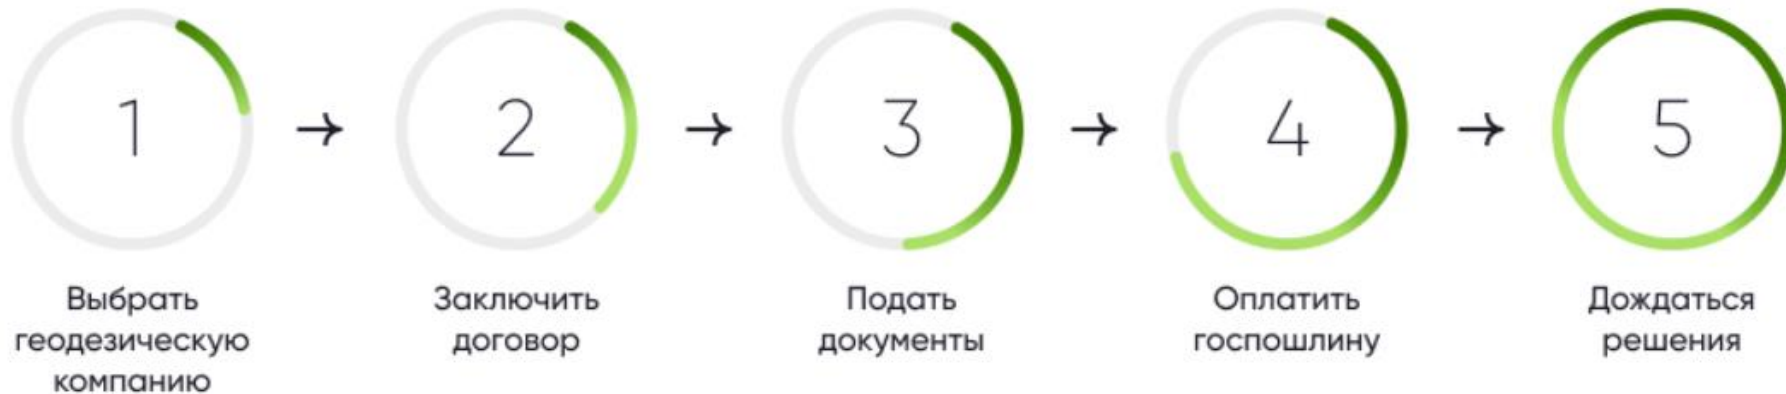 1
Выбрать
геодезическую
компанию
2
Заключить
договор
3
Подать
документы
4
Оплатить
госпошлину
5
Дождаться
решения